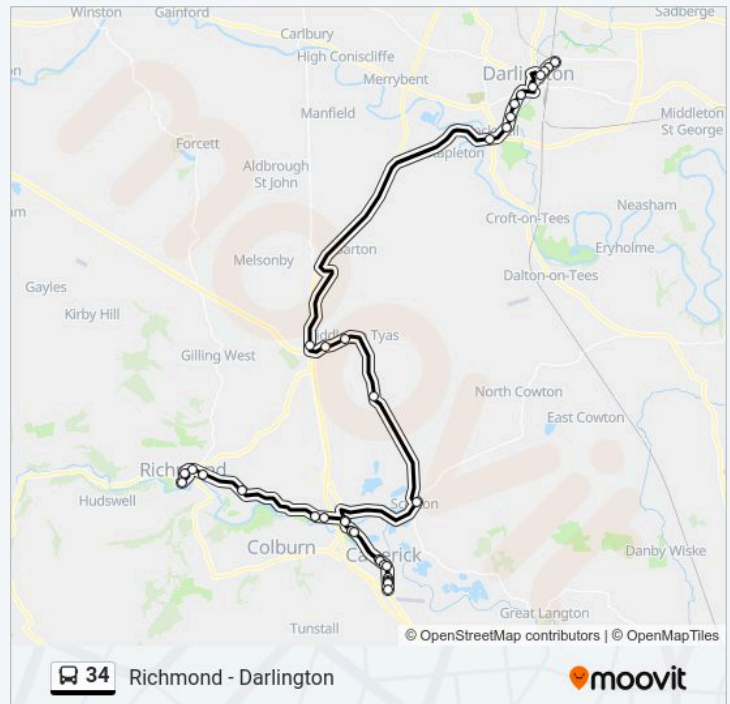 Winston
Gainford
Sadberge
Carlbury
High Coniscliffe
Merrybent
Darlington
Middleton
St George
Manfield
Forcett
Aldbrough
St John
Neasham
Croft-on-Tees
Eryholme
Melsonby
Dalton-on-Tees
Gayles
Kirby Hill
Gilling West
Tyas
North Cowton
East Cowton
Richmond
Hudswell
Colburn
Danby Wiske
Great Langton
Tunstall
© OpenStreetMap contributors | © OpenMapTiles
34 Richmond - Darlington
moovit